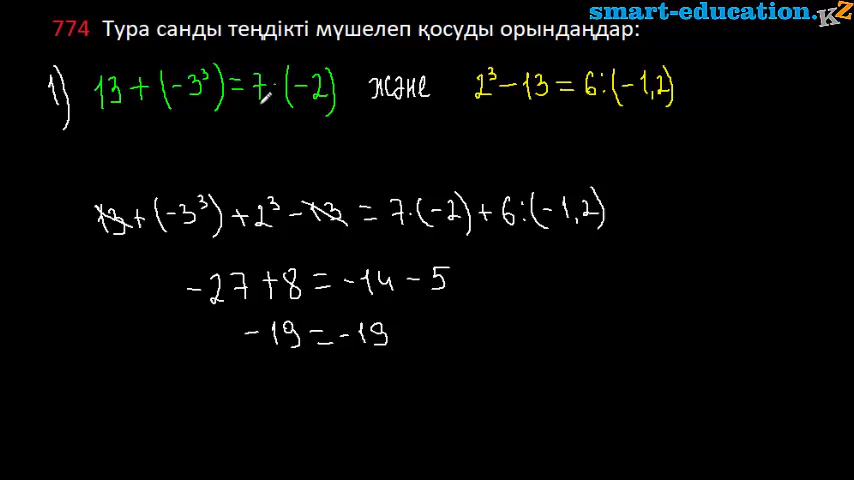 smart-education.kz
774 Тура санды теңдікті мүшелеп қосуды орындаңдар:
1) 13 + (-3³) = 7·(-2) және 2³ - 13 = 6:(-1,2)
13 + (-3³) + 2³ - 13 = 7·(-2) + 6:(-1,2)
-27 + 8 = -14 - 5
-19 = -19